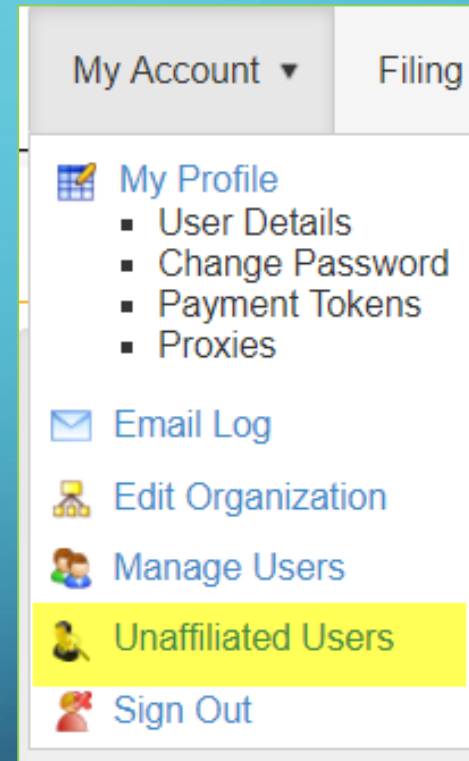 My Account ▼ Filing
My Profile
▪ User Details
▪ Change Password
▪ Payment Tokens
▪ Proxies
Email Log
Edit Organization
Manage Users
Unaffiliated Users
Sign Out